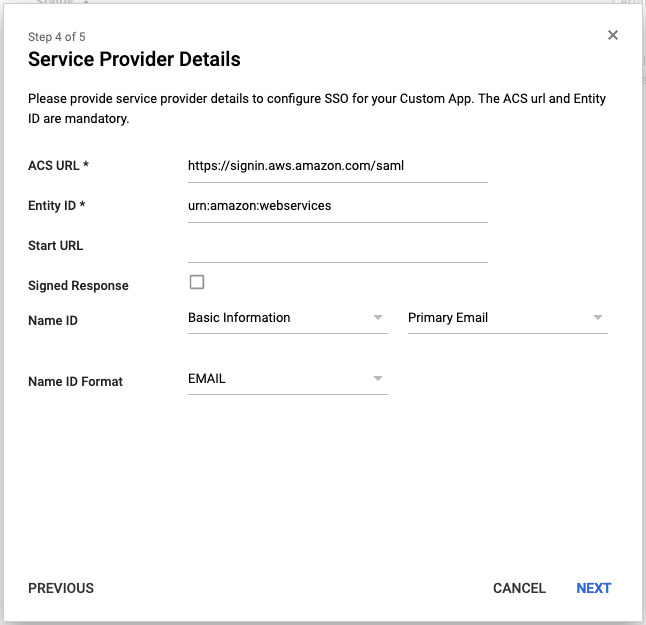 Step 4 of 5
Service Provider Details
Please provide service provider details to configure SSO for your Custom App. The ACS url and Entity
ID are mandatory.
ACS URL * https://signin.aws.amazon.com/saml
Entity ID * urn:amazon:webservices
Start URL
Signed Response
Name ID Basic Information Primary Email
Name ID Format EMAIL
PREVIOUS CANCEL NEXT